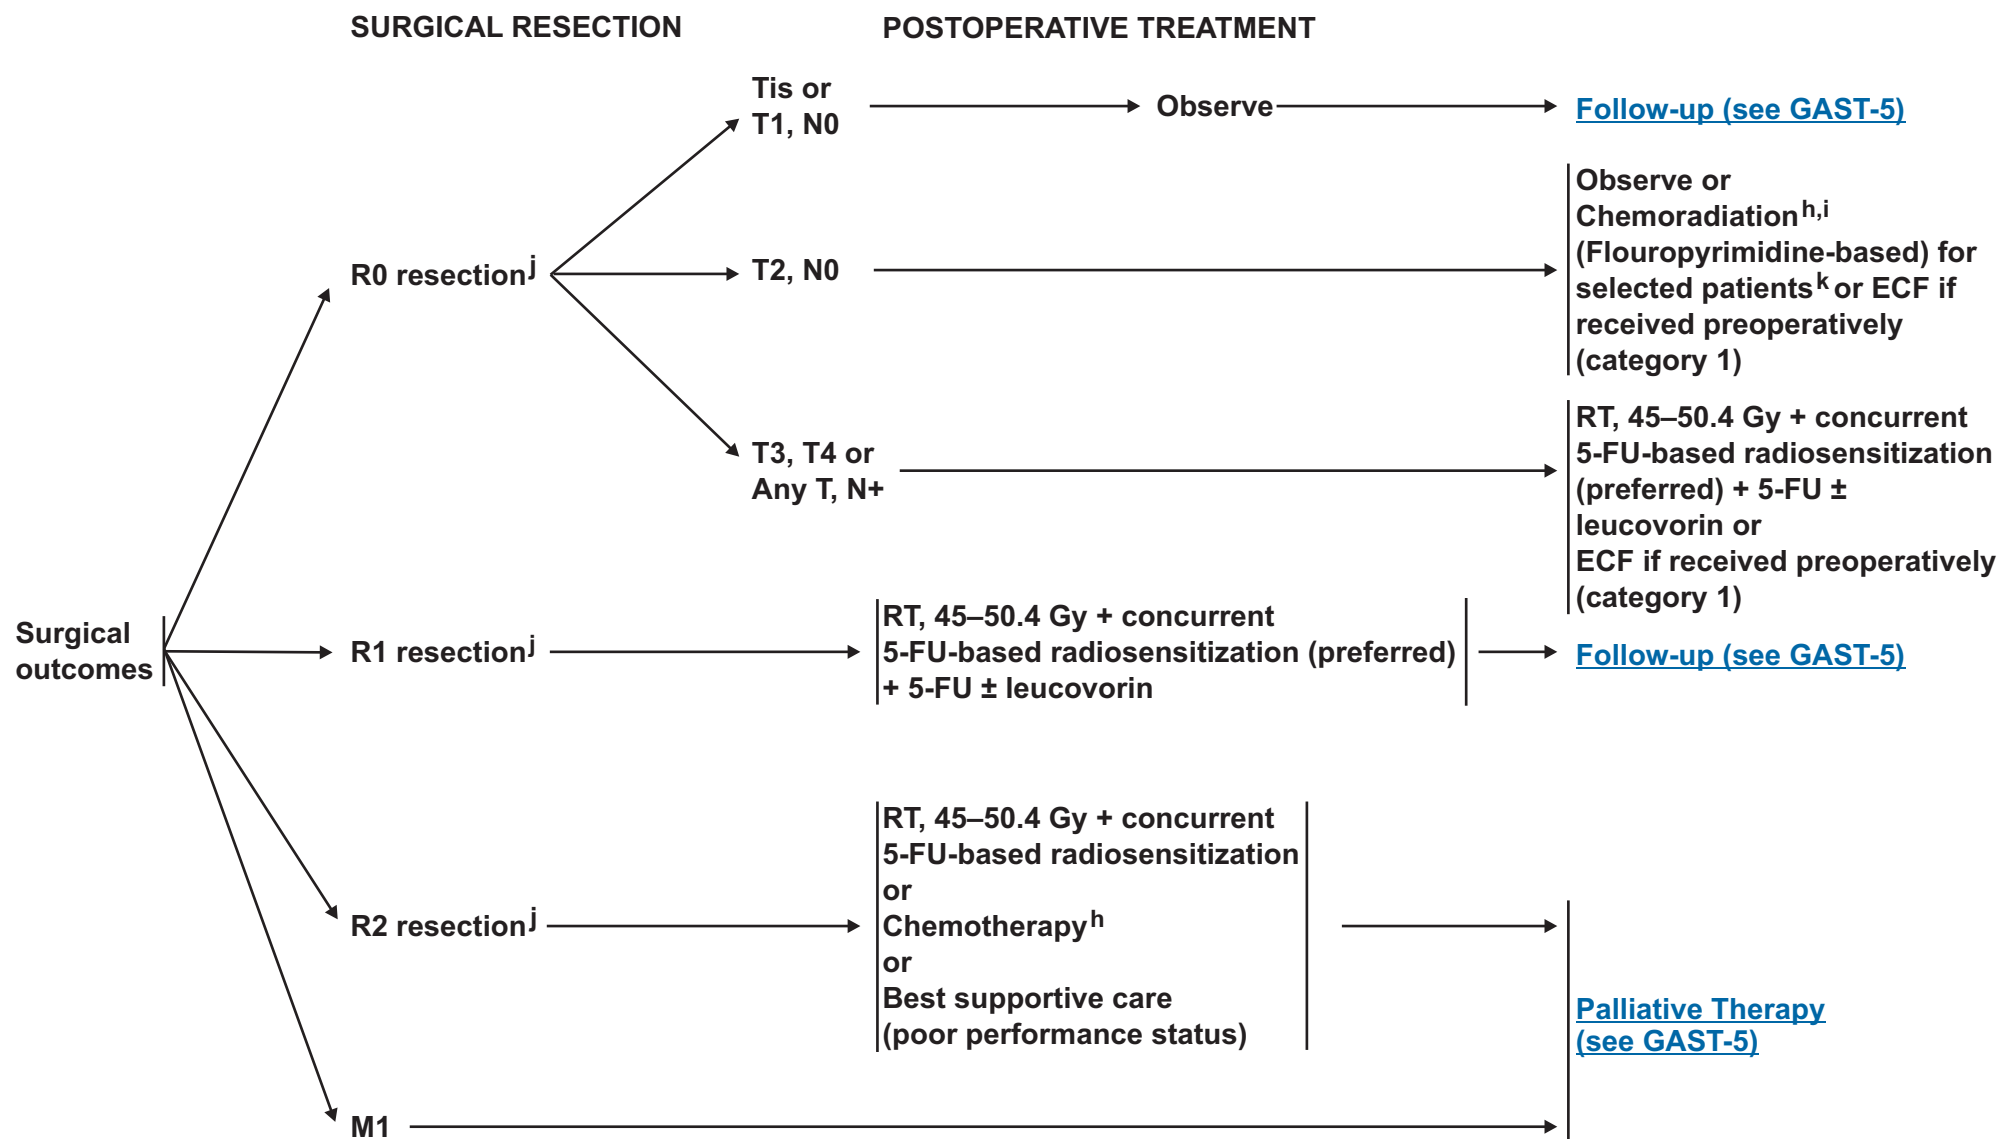 SURGICAL RESECTION
POSTOPERATIVE TREATMENT
Tis or
T1, N0
Observe
Follow-up (see GAST-5)
R0 resection j
T2, N0
Observe or
Chemoradiation h,i
(Flouropyrimidine-based) for
selected patients k or ECF if
received preoperatively
(category 1)
T3, T4 or
Any T, N+
RT, 45–50.4 Gy + concurrent
5-FU-based radiosensitization
(preferred) + 5-FU ±
leucovorin or
ECF if received preoperatively
(category 1)
Surgical
outcomes
R1 resection j
RT, 45–50.4 Gy + concurrent
5-FU-based radiosensitization (preferred)
+ 5-FU ± leucovorin
Follow-up (see GAST-5)
R2 resection j
RT, 45–50.4 Gy + concurrent
5-FU-based radiosensitization
or
Chemotherapy h
or
Best supportive care
(poor performance status)
Palliative Therapy
(see GAST-5)
M1